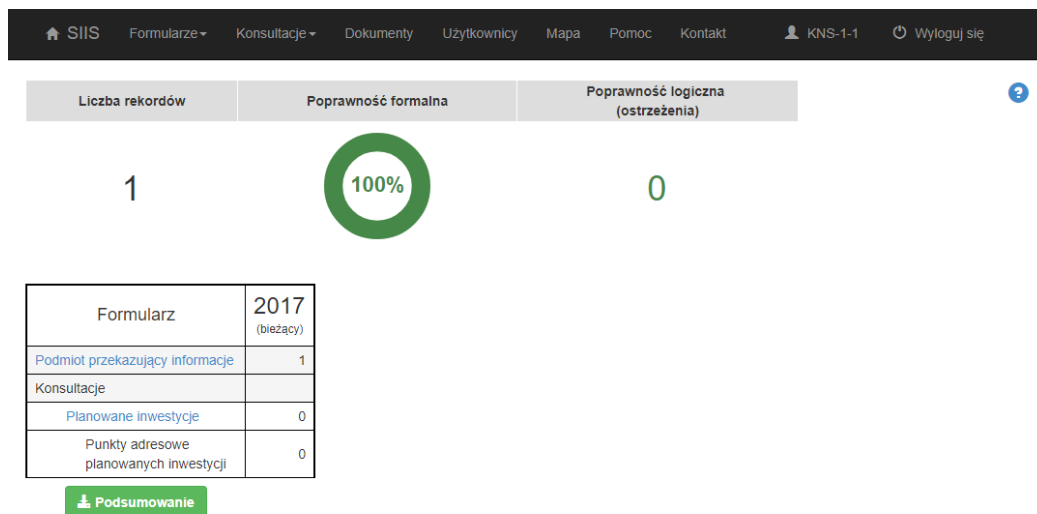 SIIS Formularze Konsultacje Dokumenty Użytkownicy Mapa Pomoc Kontakt KNS-1-1 Wyloguj się
Liczba rekordów Poprawność formalna Poprawność logiczna
(ostrzeżenia)
?
1 100% 0
Formularz 2017
(bieżący)
Podmiot przekazujący informacje 1
Konsultacje
Planowane inwestycje 0
Punkty adresowe
planowanych inwestycji 0
Podsumowanie